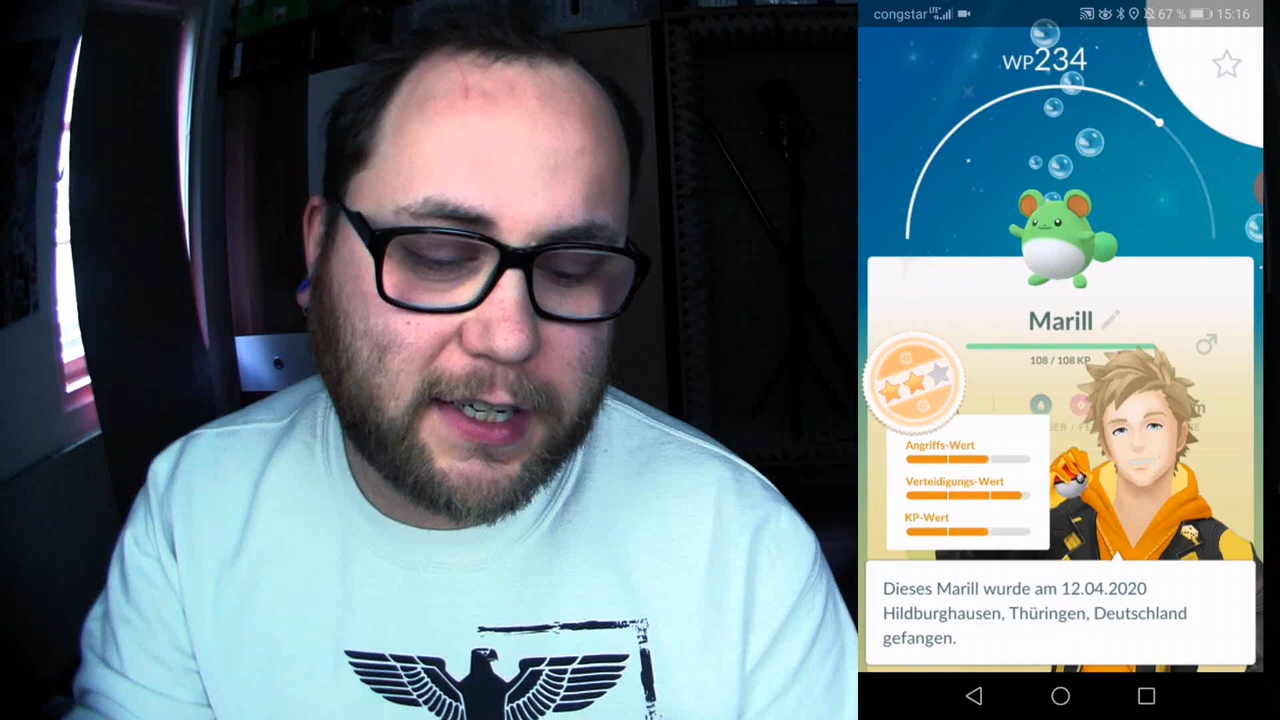 congstar LTE 67 % 15:16
WP234
Marill
108 / 108 KP
Angriffs-Wert
Verteidigungs-Wert
KP-Wert
Dieses Marill wurde am 12.04.2020
Hildburghausen, Thüringen, Deutschland
gefangen.